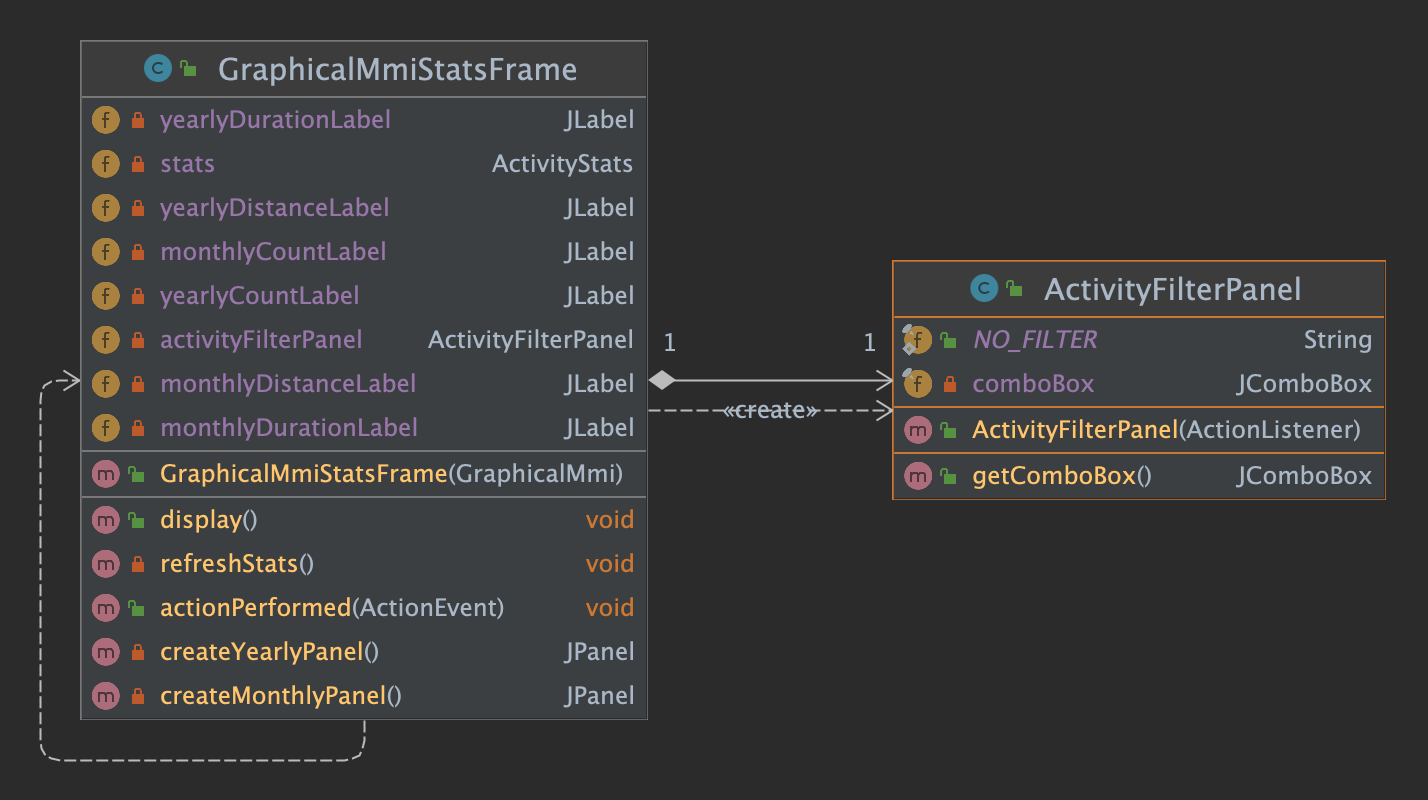 GraphicalMmiStatsFrame
yearlyDurationLabel JLabel
stats ActivityStats
yearlyDistanceLabel JLabel
monthlyCountLabel JLabel
yearlyCountLabel JLabel
activityFilterPanel ActivityFilterPanel
monthlyDistanceLabel JLabel
monthlyDurationLabel JLabel
GraphicalMmiStatsFrame(GraphicalMmi)
display() void
refreshStats() void
actionPerformed(ActionEvent) void
createYearlyPanel() JPanel
createMonthlyPanel() JPanel
1 1
«create»
ActivityFilterPanel
NO_FILTER String
comboBox JComboBox
ActivityFilterPanel(ActionListener)
getComboBox() JComboBox